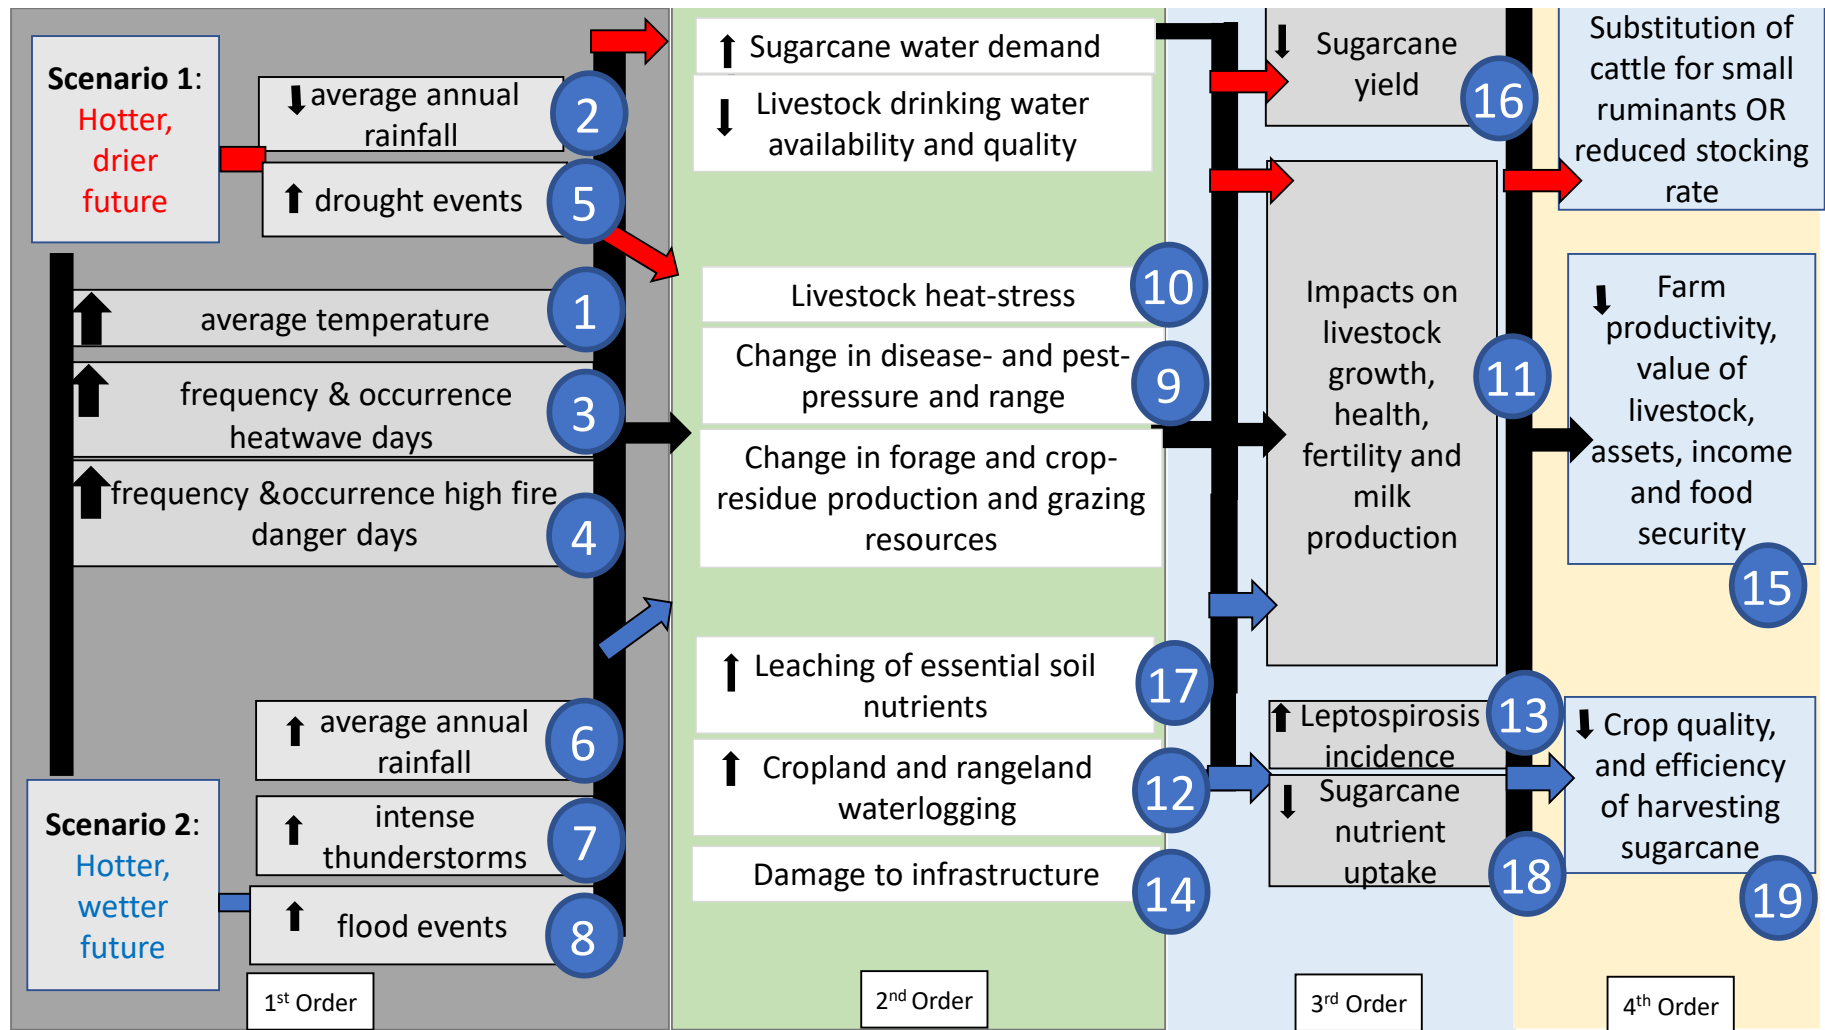 Scenario 1:
Hotter,
drier
future
average annual
rainfall
2
drought events
5
average temperature
1
frequency & occurrence
heatwave days
3
frequency &occurrence high fire
danger days
4
average annual
rainfall
6
Scenario 2:
Hotter,
wetter
future
intense
thunderstorms
7
flood events
8
1st Order
Sugarcane water demand
Livestock drinking water
availability and quality
Livestock heat-stress
10
Change in disease- and pest-
pressure and range
9
Change in forage and crop-
residue production and grazing
resources
Leaching of essential soil
nutrients
17
Cropland and rangeland
waterlogging
12
Damage to infrastructure
14
2nd Order
Sugarcane
yield
16
Impacts on
livestock
growth,
health,
fertility and
milk
production
11
Leptospirosis
incidence
13
Sugarcane
nutrient
uptake
18
3rd Order
Substitution of
cattle for small
ruminants OR
reduced stocking
rate
Farm
productivity,
value of
livestock,
assets, income
and food
security
15
Crop quality,
and efficiency
of harvesting
sugarcane
19
4th Order